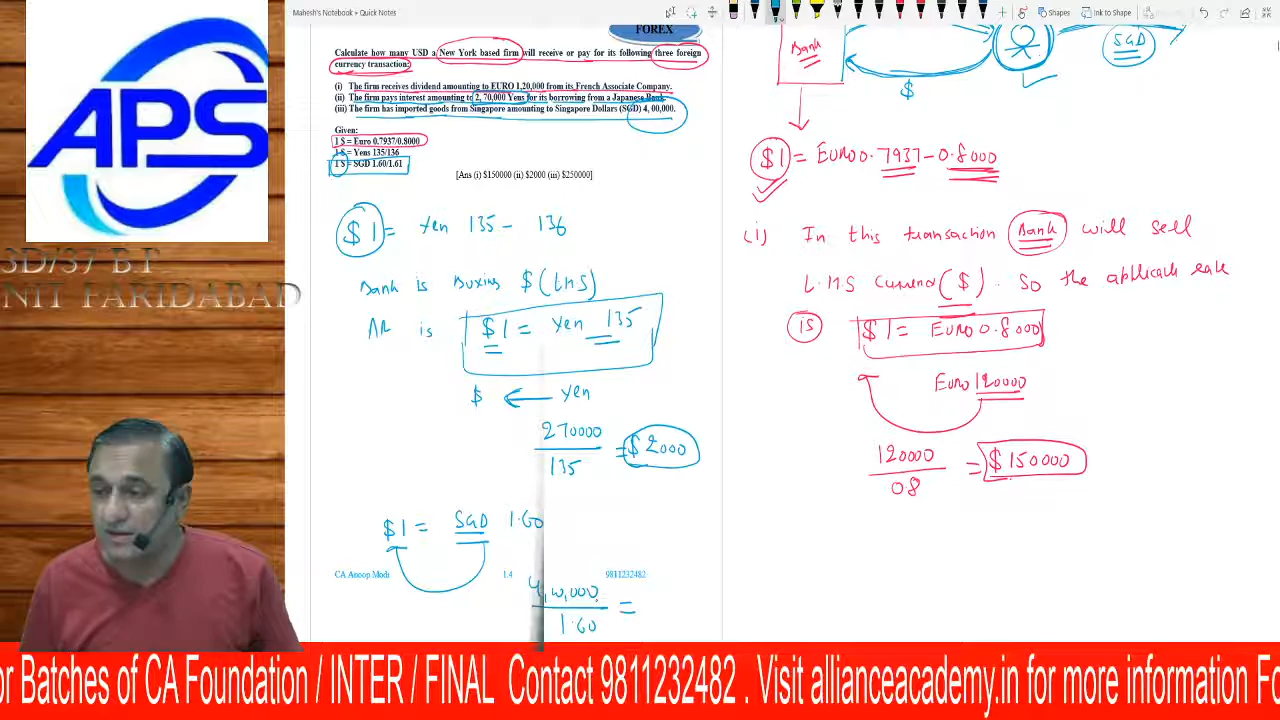 Mahesh's Notebook » Quick Notes
Shapes
Ink to Shape
FOREX
Calculate how many USD a New York based firm will receive or pay for its following three foreign
currency transaction:
(i) The firm receives dividend amounting to EURO 1,20,000 from its French Associate Company.
(ii) The firm pays interest amounting to 2, 70,000 Yens for its borrowing from a Japanese Bank.
(iii) The firm has imported goods from Singapore amounting to Singapore Dollars (SGD) 4, 00,000.
Given:
1 $ = Euro 0.7937/0.8000
1 $ = Yens 135/136
1 $ = SGD 1.60/1.61
[Ans (i) $150000 (ii) $2000 (iii) $250000]
$1 = Yen 135 - 136
Bank is Buying $ (LHS)
AR is $1 = Yen 135
$ ← Yen
270000
135
= $2000
$1 = SGD 1.60
CA Anoop Modi 1.4 9811232482
4,00,000
1.60
=
Bank
SGD
$
$1 = EURO 0.7937 - 0.8000
(i) In this transaction Bank will sell
L.H.S Currency ($). So the applicable rate
is $1 = EURO 0.8000
Euro 120000
120000
08
= $150000
APS
3D/37 B.P.
NIT FARIDABAD
or Batches of CA Foundation / INTER / FINAL Contact 9811232482 . Visit allianceacademy.in for more information Fo